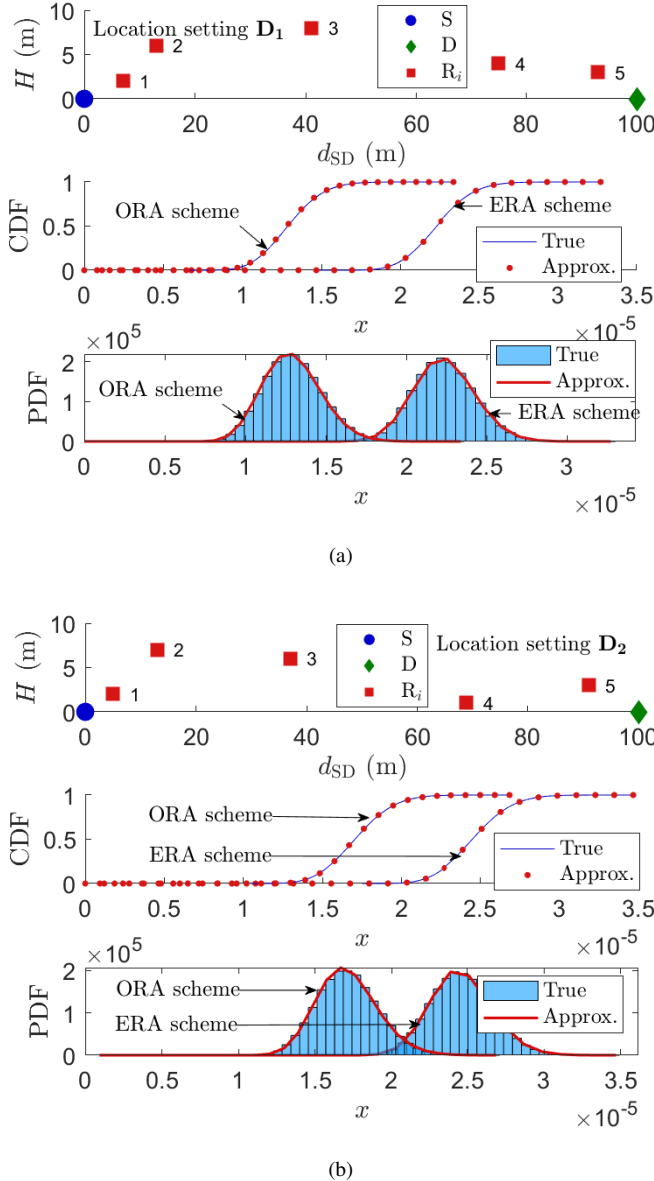 H (m)
10
5
0
Location setting D₁
1
2
3
4
5
S
D
Rᵢ
0 20 40 60 80 100
d_SD (m)
CDF
1
0.5
0
ORA scheme
ERA scheme
True
Approx.
0 0.5 1 1.5 2 2.5 3 3.5
x
×10⁻⁵
×10⁵
PDF
2
1
0
ORA scheme
ERA scheme
True
Approx.
0 0.5 1 1.5 2 2.5 3
x
×10⁻⁵
(a)
H (m)
10
5
0
Location setting D₂
1
2
3
4
5
S
D
Rᵢ
0 20 40 60 80 100
d_SD (m)
CDF
1
0.5
0
ORA scheme
ERA scheme
True
Approx.
0 0.5 1 1.5 2 2.5 3 3.5
x
×10⁻⁵
×10⁵
PDF
2
1
0
ORA scheme
ERA scheme
True
Approx.
0 0.5 1 1.5 2 2.5 3 3.5
x
×10⁻⁵
(b)